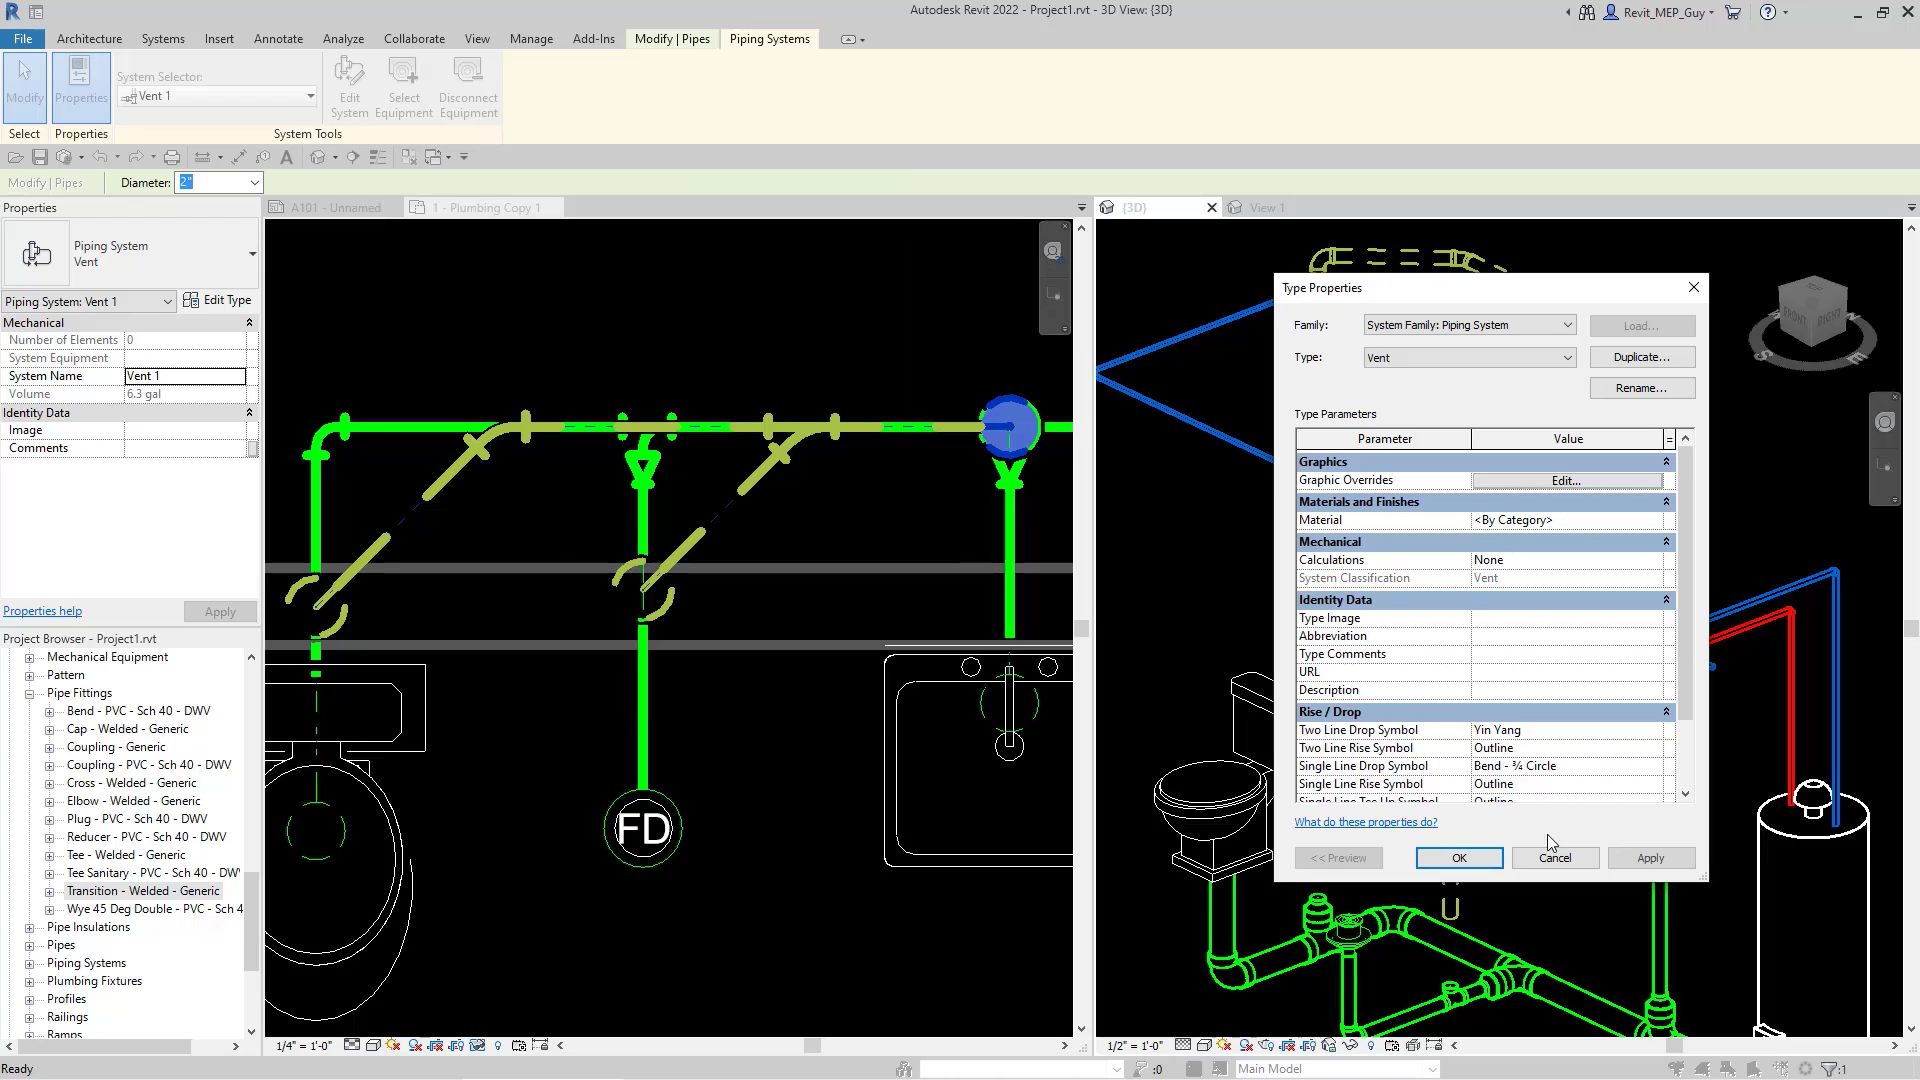 Autodesk Revit 2022 - Project1.rvt - 3D View: {3D}
Revit_MEP_Guy
File Architecture Systems Insert Annotate Analyze Collaborate View Manage Add-Ins Modify | Pipes Piping Systems
System Selector:
Vent 1
Modify Properties Edit System Select Equipment Disconnect Equipment
Select Properties System Tools
Modify | Pipes Diameter: 2"
Properties
A101 - Unnamed 1 - Plumbing Copy 1
{3D} View 1
Piping System
Vent
Piping System: Vent 1 Edit Type
Mechanical
Number of Elements 0
System Equipment
System Name Vent 1
Volume 6.3 gal
Identity Data
Image
Comments
Properties help Apply
Project Browser - Project1.rvt
Mechanical Equipment
Pattern
Pipe Fittings
Bend - PVC - Sch 40 - DWV
Cap - Welded - Generic
Coupling - Generic
Coupling - PVC - Sch 40 - DWV
Cross - Welded - Generic
Elbow - Welded - Generic
Plug - PVC - Sch 40 - DWV
Reducer - PVC - Sch 40 - DWV
Tee - Welded - Generic
Tee Sanitary - PVC - Sch 40 - DWV
Transition - Welded - Generic
Wye 45 Deg Double - PVC - Sch 4
Pipe Insulations
Pipes
Piping Systems
Plumbing Fixtures
Profiles
Railings
Ramps
FD
FRONT RIGHT
S E N
Type Properties
Family: System Family: Piping System Load...
Type: Vent Duplicate...
Rename...
Type Parameters
Parameter Value =
Graphics
Graphic Overrides Edit...
Materials and Finishes
Material <By Category>
Mechanical
Calculations None
System Classification Vent
Identity Data
Type Image
Abbreviation
Type Comments
URL
Description
Rise / Drop
Two Line Drop Symbol Yin Yang
Two Line Rise Symbol Outline
Single Line Drop Symbol Bend - ¾ Circle
Single Line Rise Symbol Outline
Single Line Tee Up Symbol Outline
What do these properties do?
<< Preview OK Cancel Apply
1/4" = 1'-0"
1/2" = 1'-0"
Ready
:0
Main Model
:1